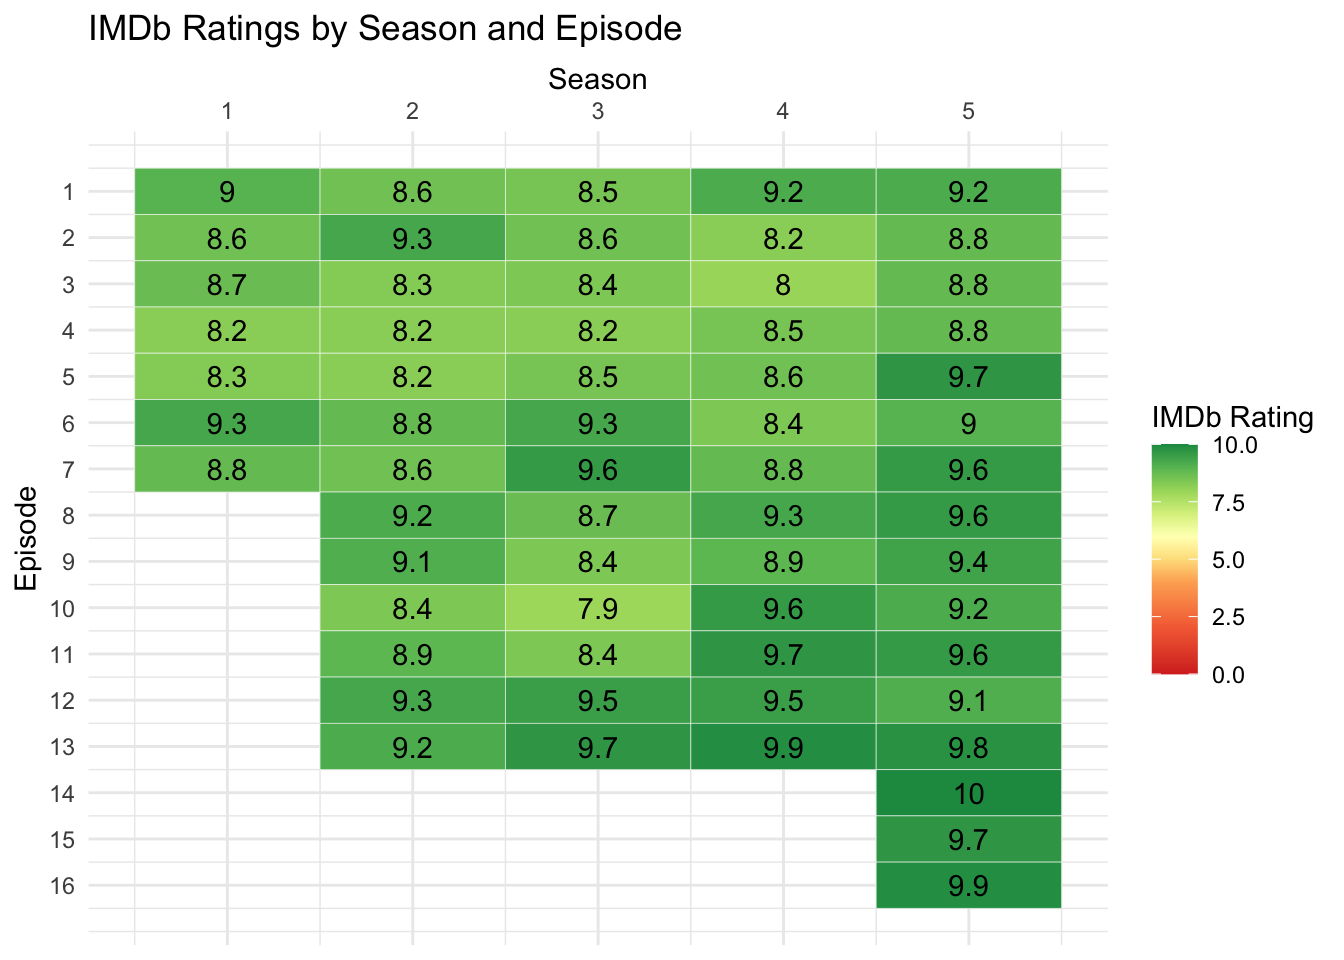 IMDb Ratings by Season and Episode
Season
1 2 3 4 5
1 9 8.6 8.5 9.2 9.2
2 8.6 9.3 8.6 8.2 8.8
3 8.7 8.3 8.4 8 8.8
4 8.2 8.2 8.2 8.5 8.8
5 8.3 8.2 8.5 8.6 9.7
6 9.3 8.8 9.3 8.4 9
7 8.8 8.6 9.6 8.8 9.6
8 9.2 8.7 9.3 9.6
9 9.1 8.4 8.9 9.4
10 8.4 7.9 9.6 9.2
11 8.9 8.4 9.7 9.6
12 9.3 9.5 9.5 9.1
13 9.2 9.7 9.9 9.8
14 10
15 9.7
16 9.9
Episode
IMDb Rating
10.0
7.5
5.0
2.5
0.0